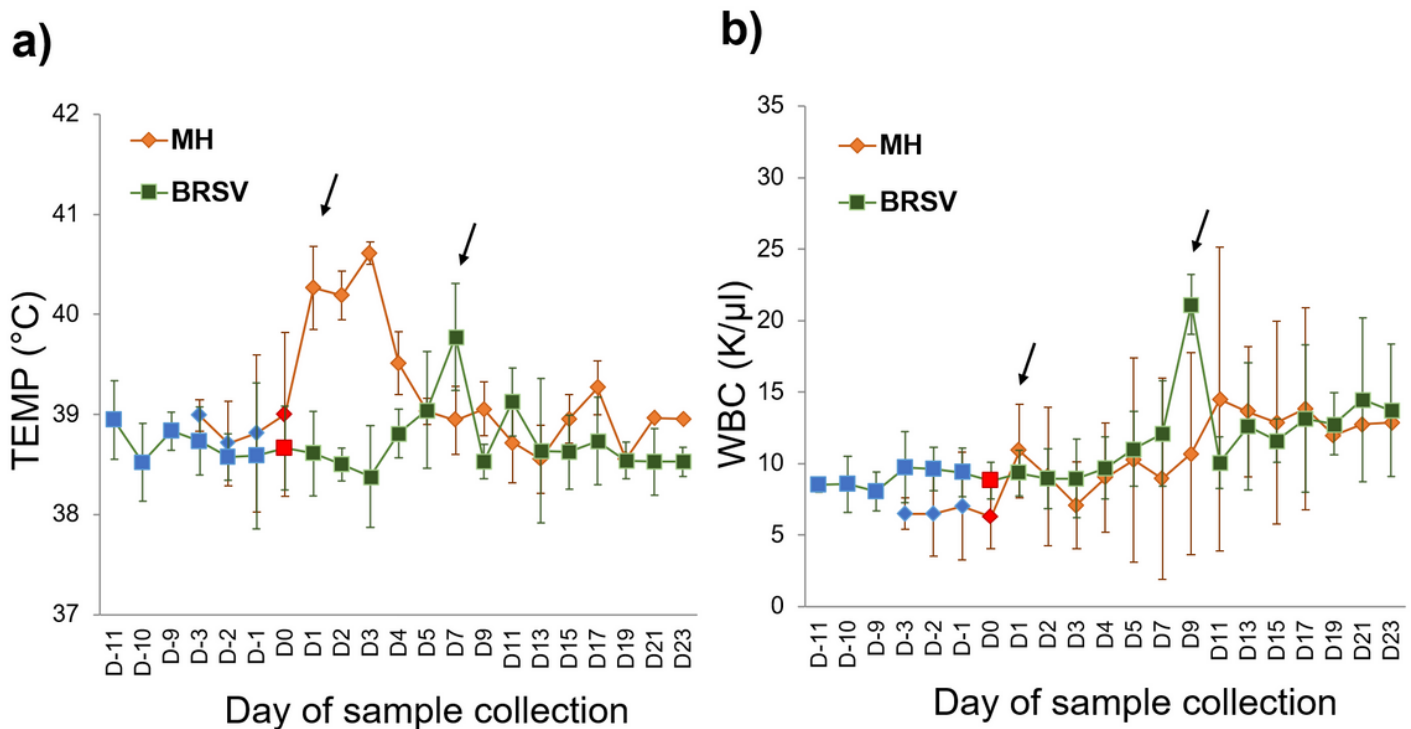 a)
TEMP (°C)
42
41
40
39
38
37
MH
BRSV
D-11
D-10
D-9
D-3
D-2
D-1
D0
D1
D2
D3
D4
D5
D7
D9
D11
D13
D15
D17
D19
D21
D23
Day of sample collection
b)
WBC (K/µl)
35
30
25
20
15
10
5
0
MH
BRSV
D-11
D-10
D-9
D-3
D-2
D-1
D0
D1
D2
D3
D4
D5
D7
D9
D11
D13
D15
D17
D19
D21
D23
Day of sample collection